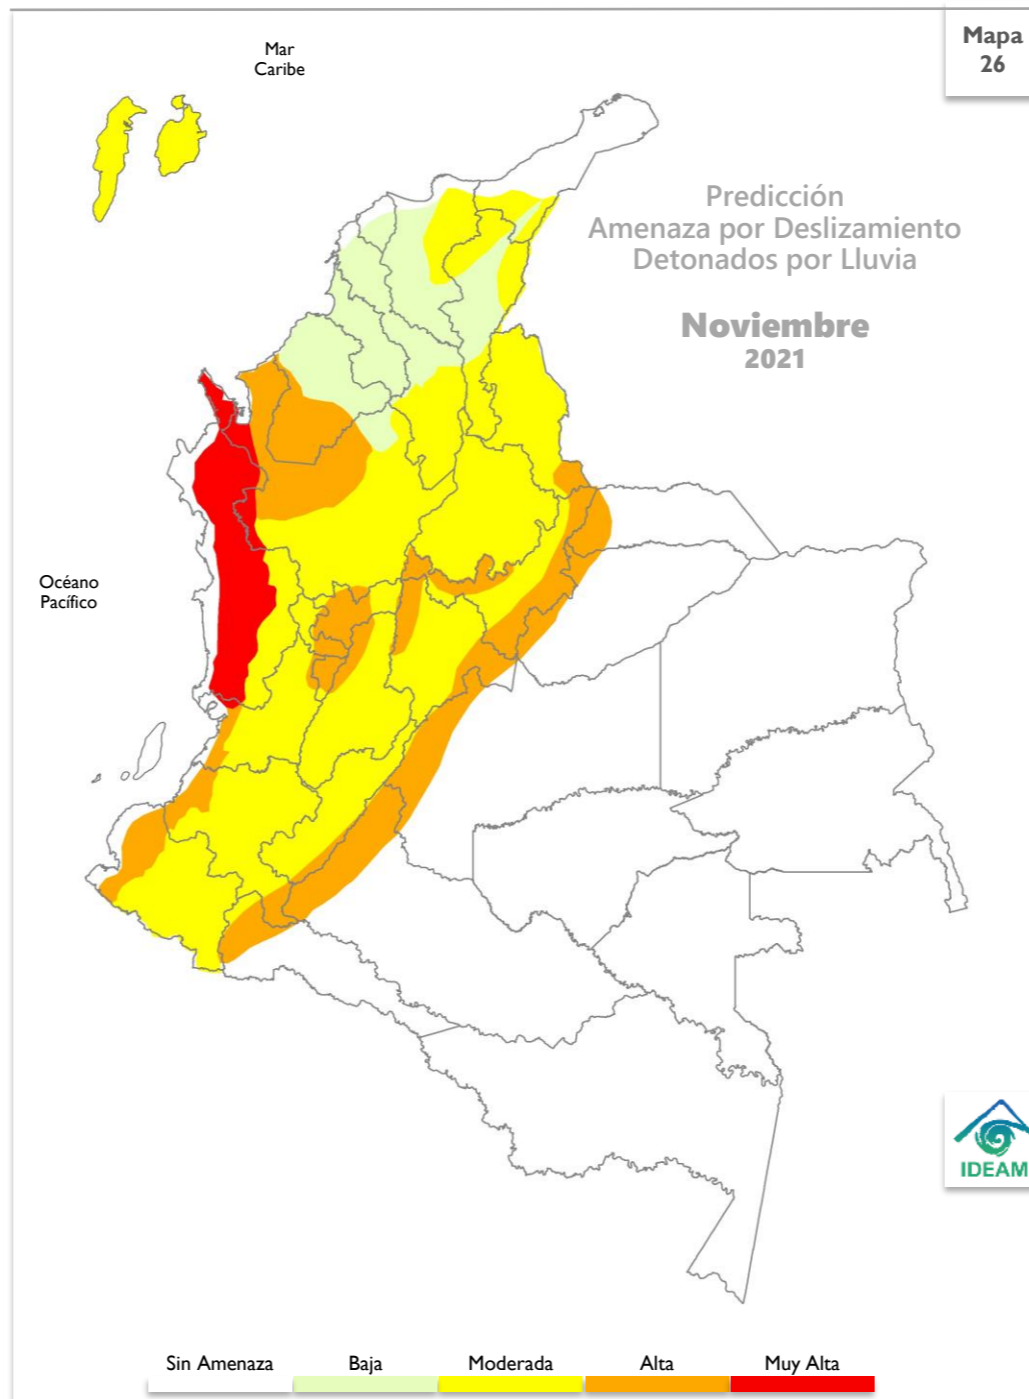 Mapa
26
Mar
Caribe
Predicción
Amenaza por Deslizamiento
Detonados por Lluvia
Noviembre
2021
Océano
Pacífico
IDEAM
Sin Amenaza Baja Moderada Alta Muy Alta